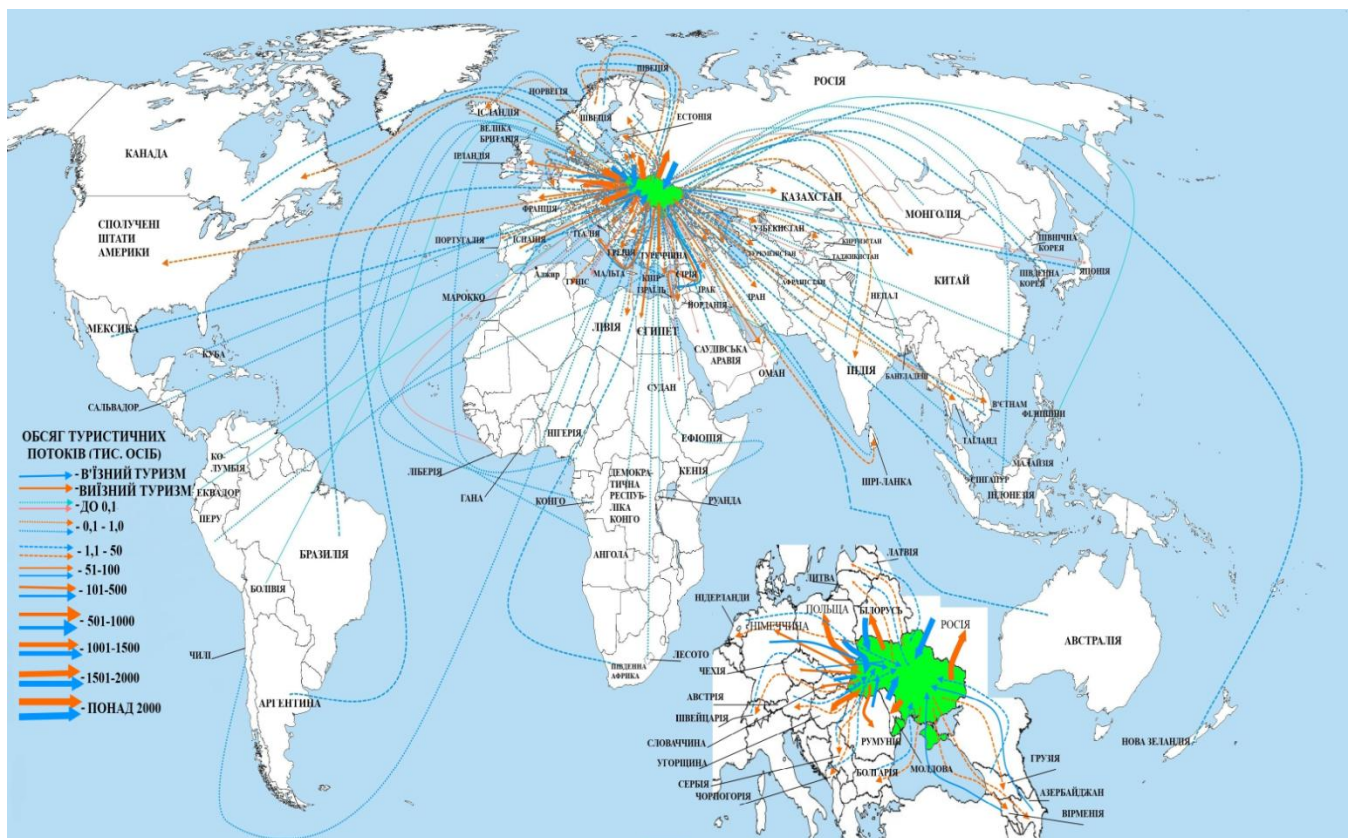 КАНАДА
СПОЛУЧЕНІ
ШТАТИ
АМЕРИКИ
МЕКСИКА
КУБА
САЛЬВАДОР
ОБСЯГ ТУРИСТИЧНИХ
ПОТОКІВ (ТИС. ОСІБ)
- В'ЇЗНИЙ ТУРИЗМ
- ВИЇЗНИЙ ТУРИЗМ
- ДО 0,1
- 0,1 - 1,0
- 1,1 - 50
- 51-100
- 101-500
- 501-1000
- 1001-1500
- 1501-2000
- ПОНАД 2000
КО-
ЛУМБІЯ
ЕКВАДОР
ПЕРУ
БРАЗИЛІЯ
БОЛІВІЯ
ЧИЛІ
АРГЕНТИНА
ІСЛАНДІЯ
НОРВЕГІЯ
ШВЕЦІЯ
ШВЕЦІЯ
ЕСТОНІЯ
ВЕЛИКА
БРИТАНІЯ
ІРЛАНДІЯ
ФРАНЦІЯ
ПОРТУГАЛІЯ
ІСПАНІЯ
ІТАЛІЯ
ГРЕЦІЯ
ТУРЕЧЧИНА
МАЛЬТА
КІПР
СИРІЯ
ІЗРАЇЛЬ
ІРАК
ЙОРДАНІЯ
ІРАН
Алжир
ТУНІС
МАРОККО
ЛІВІЯ
ЄГИПЕТ
САУДІВСЬКА
АРАВІЯ
ОМАН
СУДАН
НІГЕРІЯ
ЕФІОПІЯ
КЕНІЯ
ЛІБЕРІЯ
ГАНА
КОНГО
ДЕМОКРА-
ТИЧНА
РЕСПУБ-
ЛІКА
КОНГО
РУАНДА
АНГОЛА
ЛЕСОТО
ПІВДЕННА
АФРИКА
РОСІЯ
КАЗАХСТАН
УЗБЕКИСТАН
КИРГИЗСТАН
ТУРКМЕНІСТАН
ТАДЖИКИСТАН
АФГАНІСТАН
МОНГОЛІЯ
КИТАЙ
ПІВНІЧНА
КОРЕЯ
ПІВДЕННА
КОРЕЯ
ЯПОНІЯ
НЕПАЛ
ІНДІЯ
БАНГЛАДЕШ
В'ЄТНАМ
ФІЛІППІНИ
ТАЇЛАНД
МАЛАЙЗІЯ
СІНГАПУР
ІНДОНЕЗІЯ
ШРІ-ЛАНКА
АВСТРАЛІЯ
НОВА ЗЕЛАНДІЯ
ЛАТВІЯ
ЛИТВА
НІДЕРЛАНДИ
ПОЛЬЩА
БІЛОРУСЬ
НІМЕЧЧИНА
РОСІЯ
ЧЕХІЯ
АВСТРІЯ
ШВЕЙЦАРІЯ
СЛОВАЧЧИНА
УГОРЩИНА
РУМУНІЯ
СЕРБІЯ
БОЛГАРІЯ
МОЛДОВА
ЧОРНОГОРІЯ
ГРУЗІЯ
АЗЕРБАЙДЖАН
ВІРМЕНІЯ